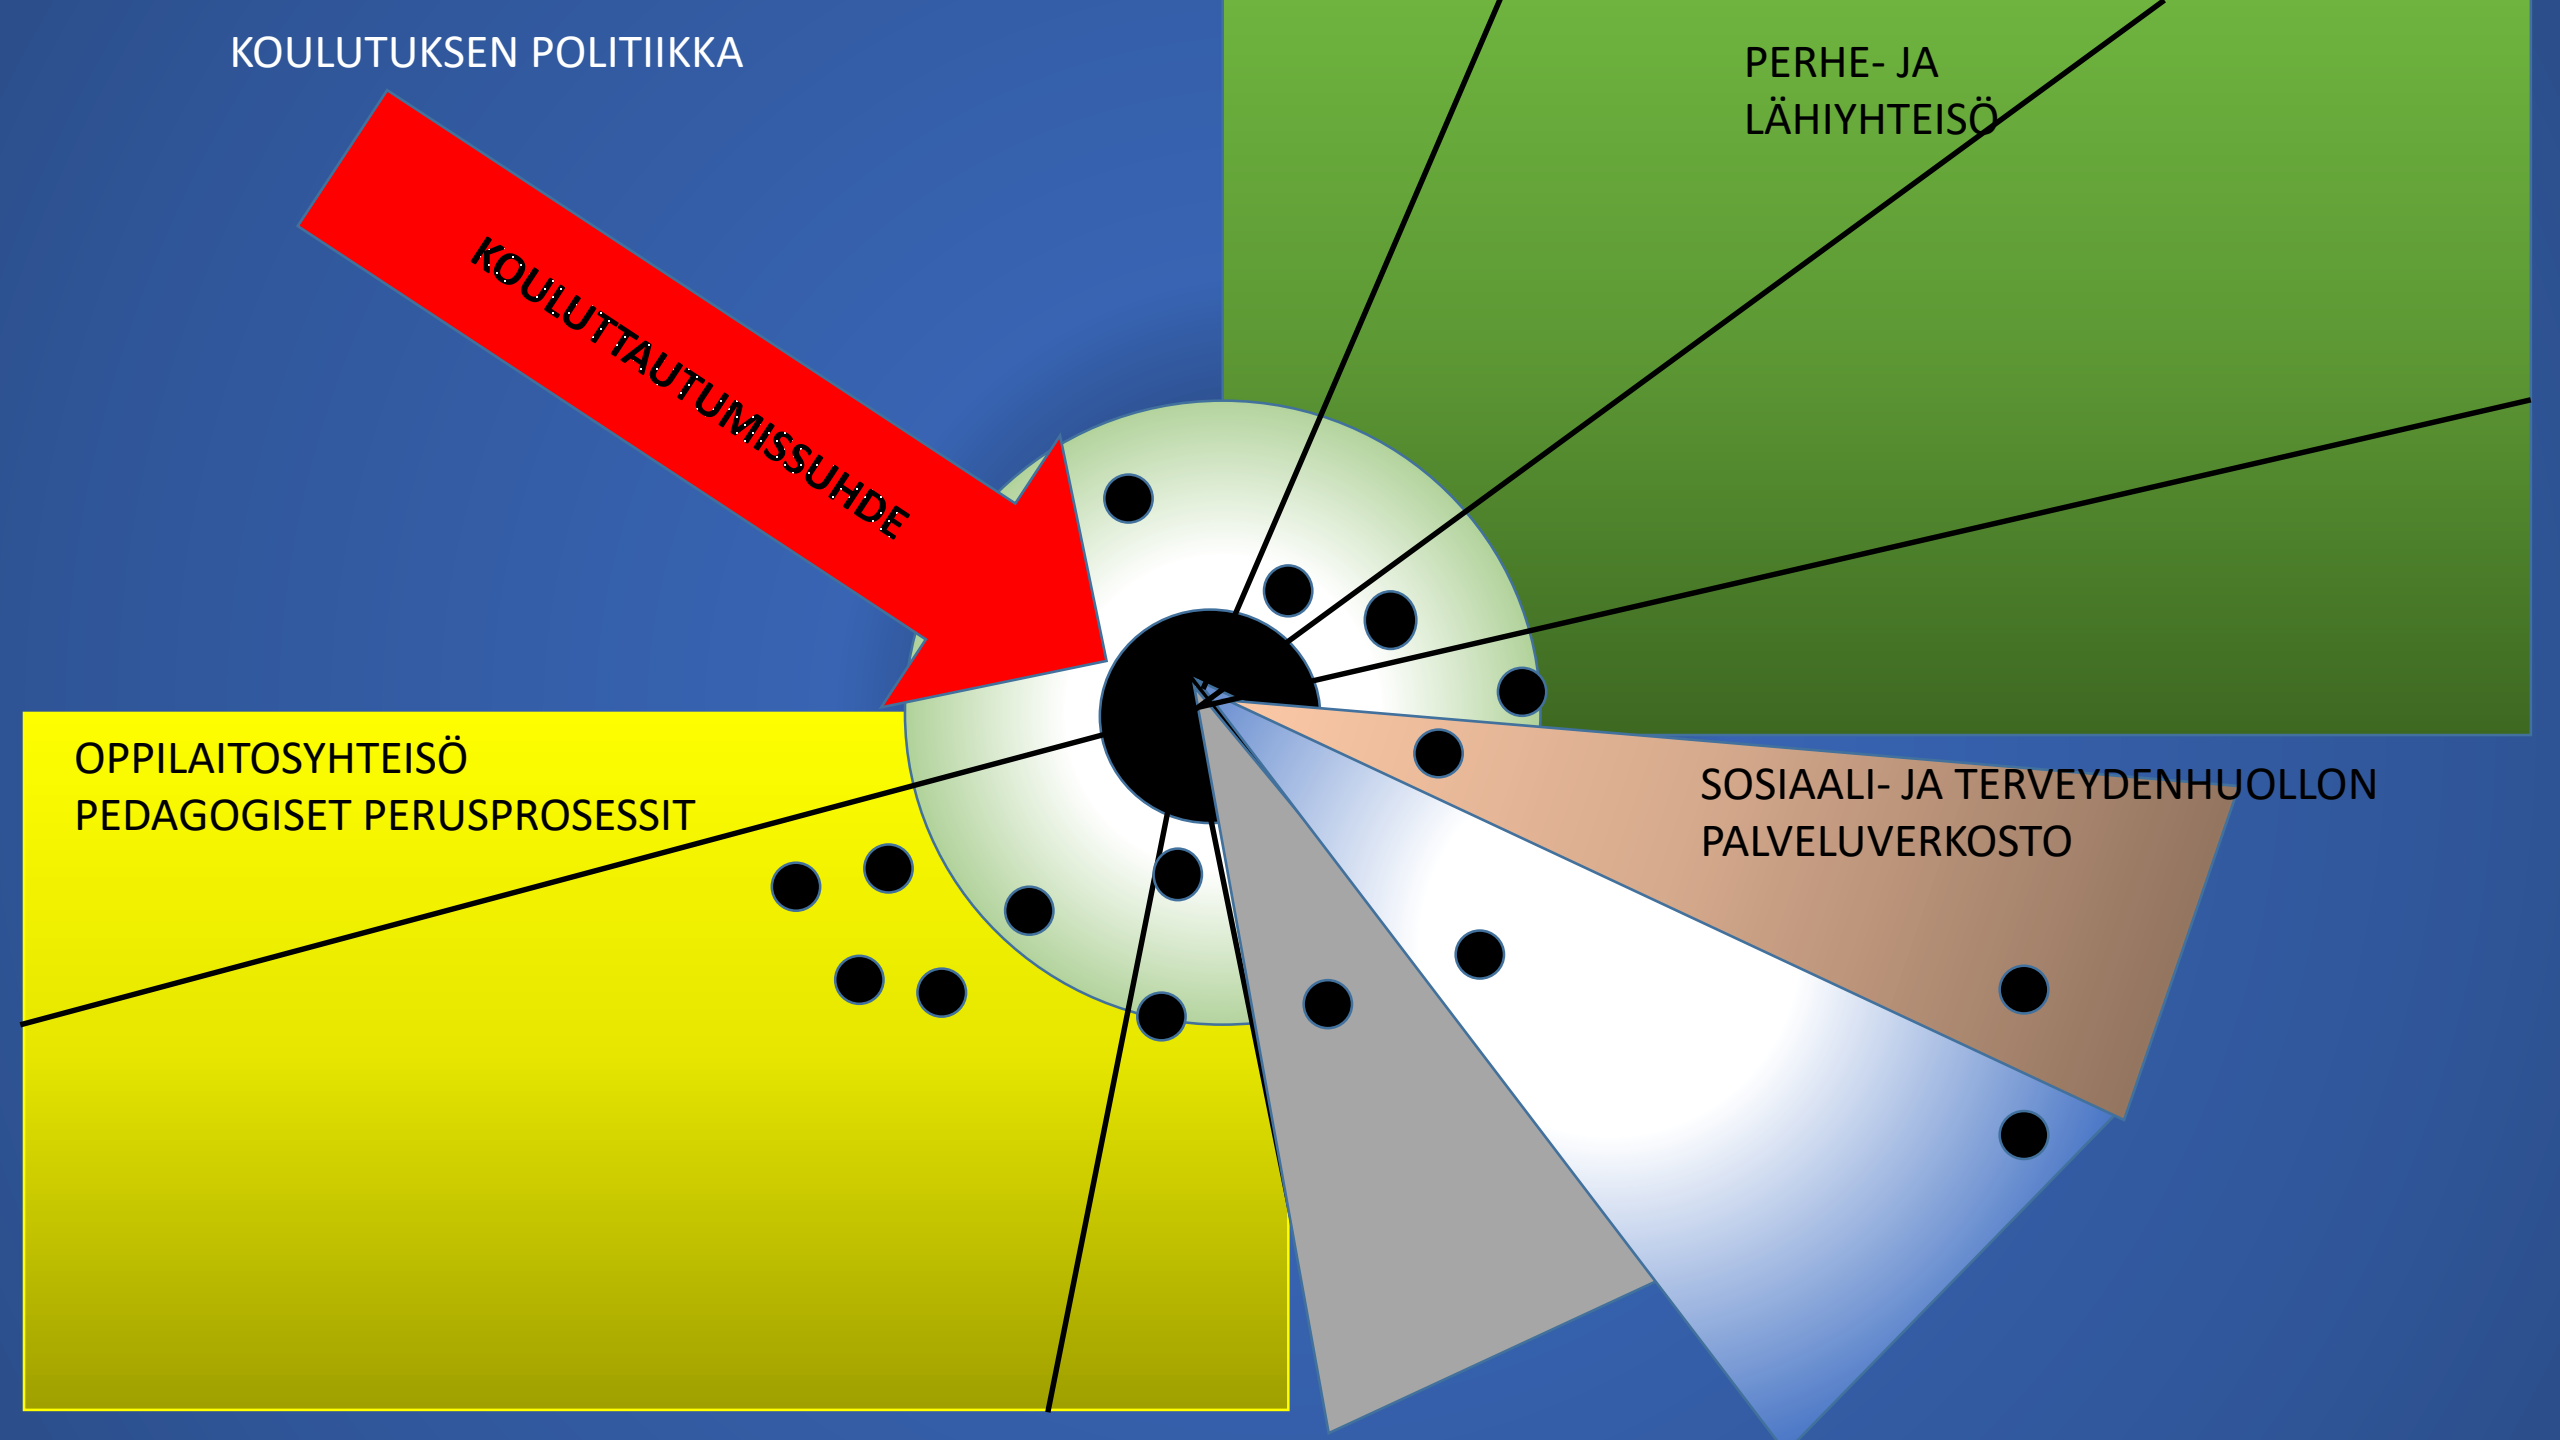 KOULUTUKSEN POLITIIKKA
PERHE- JA
LÄHIYHTEISÖ
KOULUTTAUTUMISSUHDE
OPPILAITOSYHTEISÖ
PEDAGOGISET PERUSPROSESSIT
SOSIAALI- JA TERVEYDENHUOLLON
PALVELUVERKOSTO